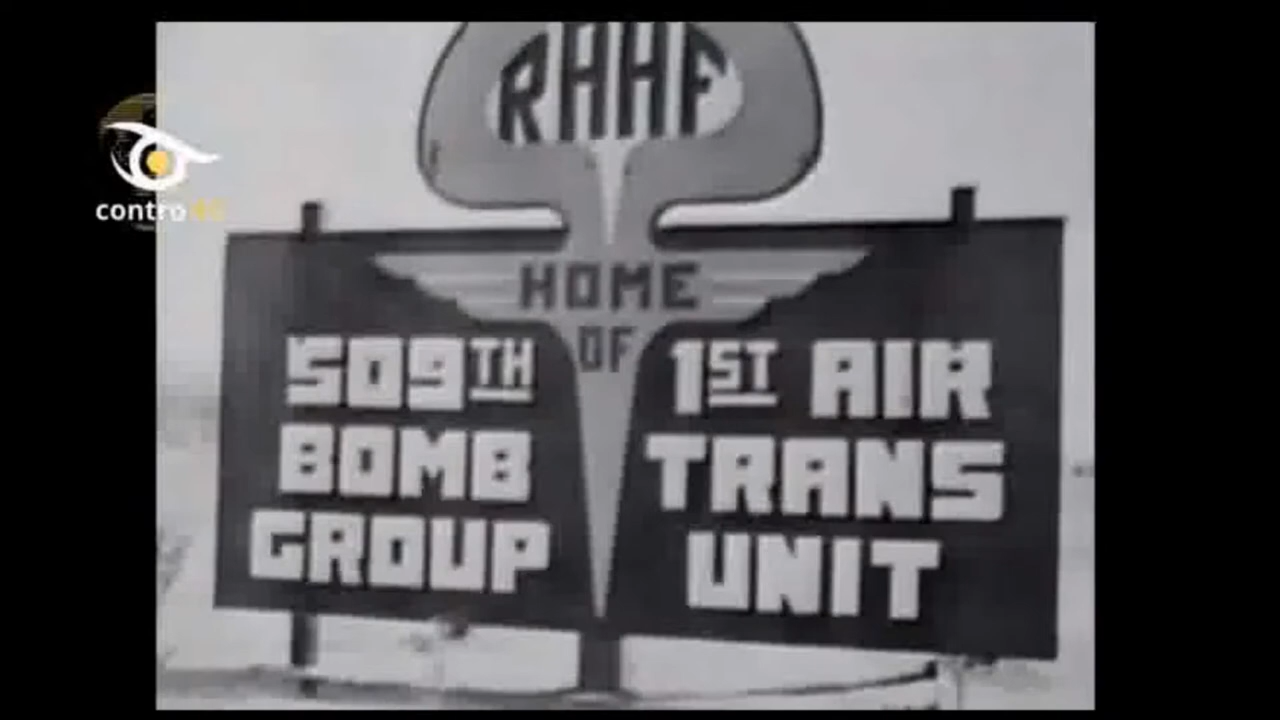 RAAF
HOME
OF
509TH
BOMB
GROUP
1ST AIR
TRANS
UNIT
contro